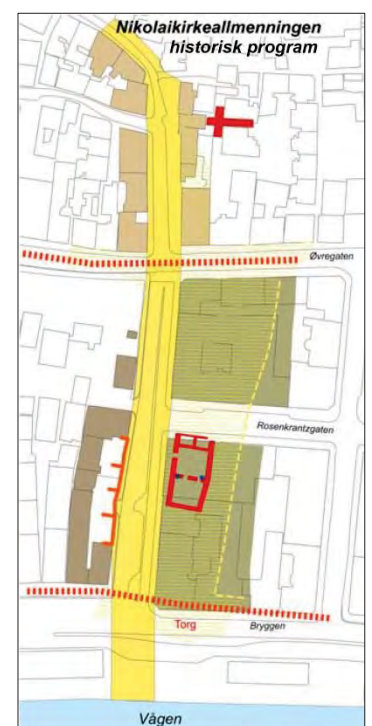 Nikolaikirkeallmenningen
historisk program
Øvregaten
Rosenkrantzgaten
Torg
Bryggen
Vågen